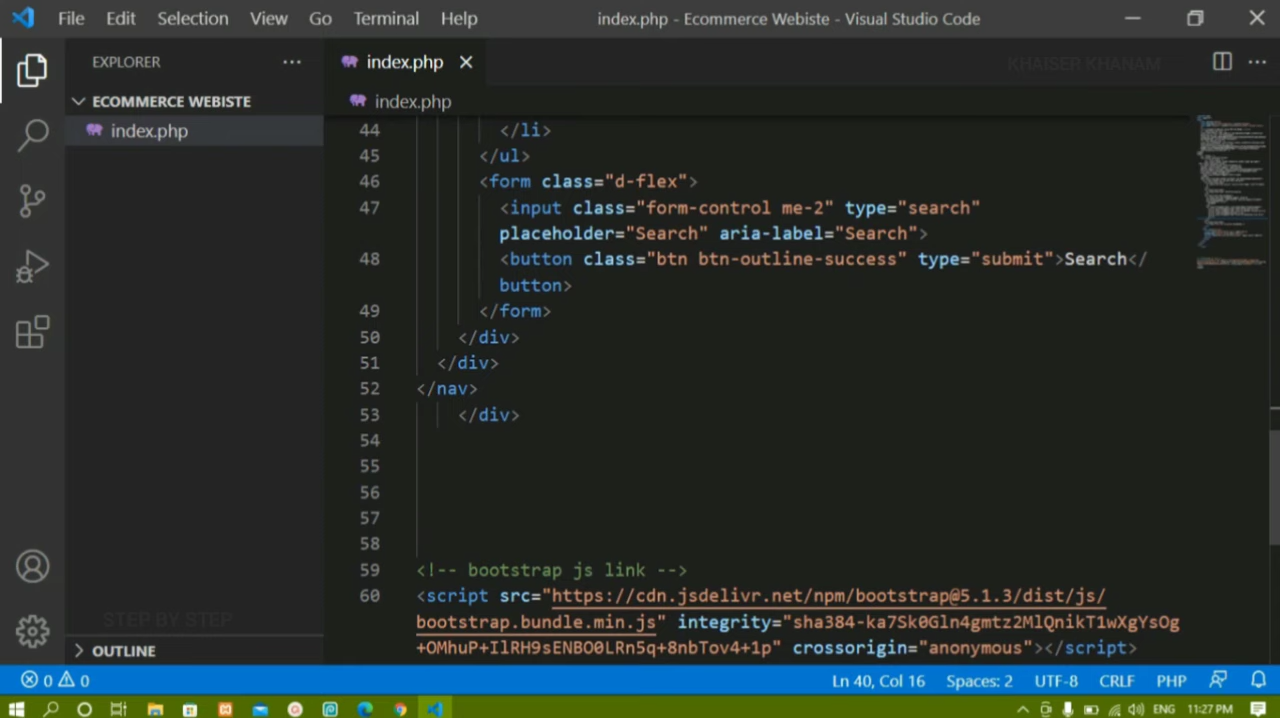 File Edit Selection View Go Terminal Help index.php - Ecommerce Webiste - Visual Studio Code
EXPLORER
index.php
KHAISER KHANAM
ECOMMERCE WEBISTE
index.php
index.php
44 </li>
45 </ul>
46 <form class="d-flex">
47 <input class="form-control me-2" type="search"
placeholder="Search" aria-label="Search">
48 <button class="btn btn-outline-success" type="submit">Search</
button>
49 </form>
50 </div>
51 </div>
52 </nav>
53 </div>
54
55
56
57
58
59 <!-- bootstrap js link -->
60 <script src="https://cdn.jsdelivr.net/npm/bootstrap@5.1.3/dist/js/
bootstrap.bundle.min.js" integrity="sha384-ka7Sk0Gln4gmtz2MlQnikT1wXgYsOg
+OMhuP+IlRH9sENBO0LRn5q+8nbTov4+1p" crossorigin="anonymous"></script>
STEP BY STEP
OUTLINE
0 0 Ln 40, Col 16 Spaces: 2 UTF-8 CRLF PHP
ENG 11:27 PM